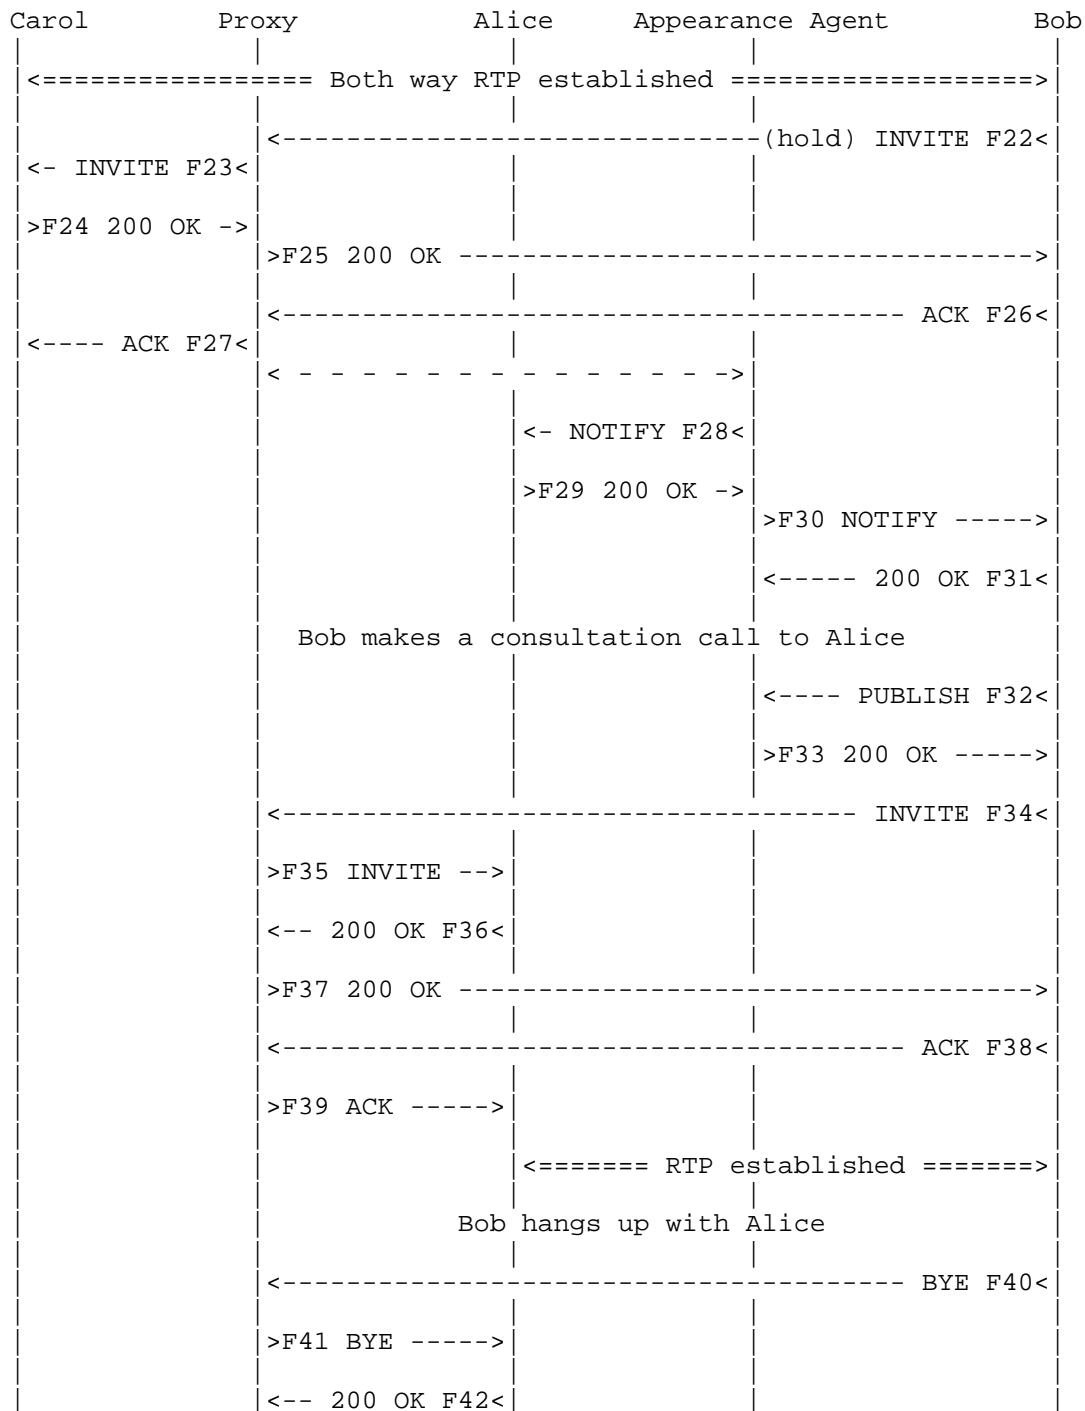 Carol Proxy Alice Appearance Agent Bob
<================= Both way RTP established ===================>
<------------------------------(hold) INVITE F22<
<- INVITE F23<
>F24 200 OK ->
>F25 200 OK ------------------------------------>
<--------------------------------------- ACK F26<
<---- ACK F27<
< - - - - - - - - - - - - - ->
<- NOTIFY F28<
>F29 200 OK ->
>F30 NOTIFY ----->
<----- 200 OK F31<
Bob makes a consultation call to Alice
<---- PUBLISH F32<
>F33 200 OK ----->
<------------------------------------ INVITE F34<
>F35 INVITE -->
<-- 200 OK F36<
>F37 200 OK ------------------------------------>
<--------------------------------------- ACK F38<
>F39 ACK ----->
<======= RTP established =======>
Bob hangs up with Alice
<--------------------------------------- BYE F40<
>F41 BYE ----->
<-- 200 OK F42<